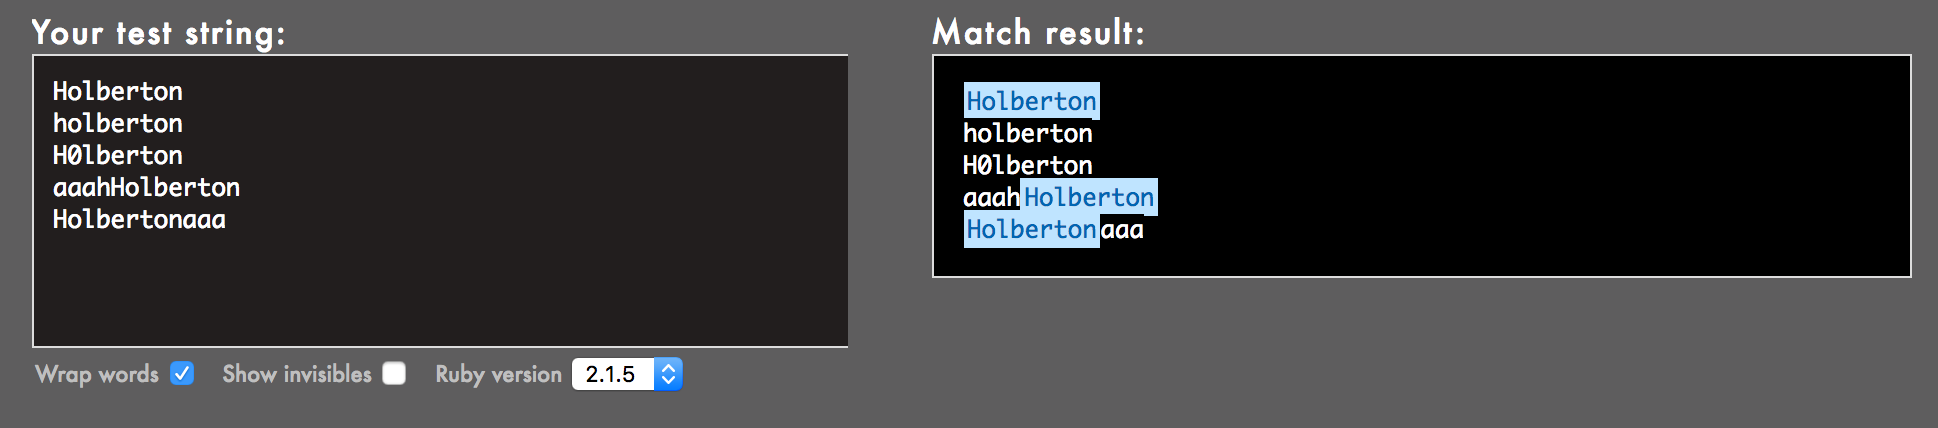 Your test string:
Holberton
holberton
H0lberton
aaahHolberton
Holbertonaaa
Wrap words Show invisibles Ruby version 2.1.5
Match result:
Holberton
holberton
H0lberton
aaahHolberton
Holbertonaaa